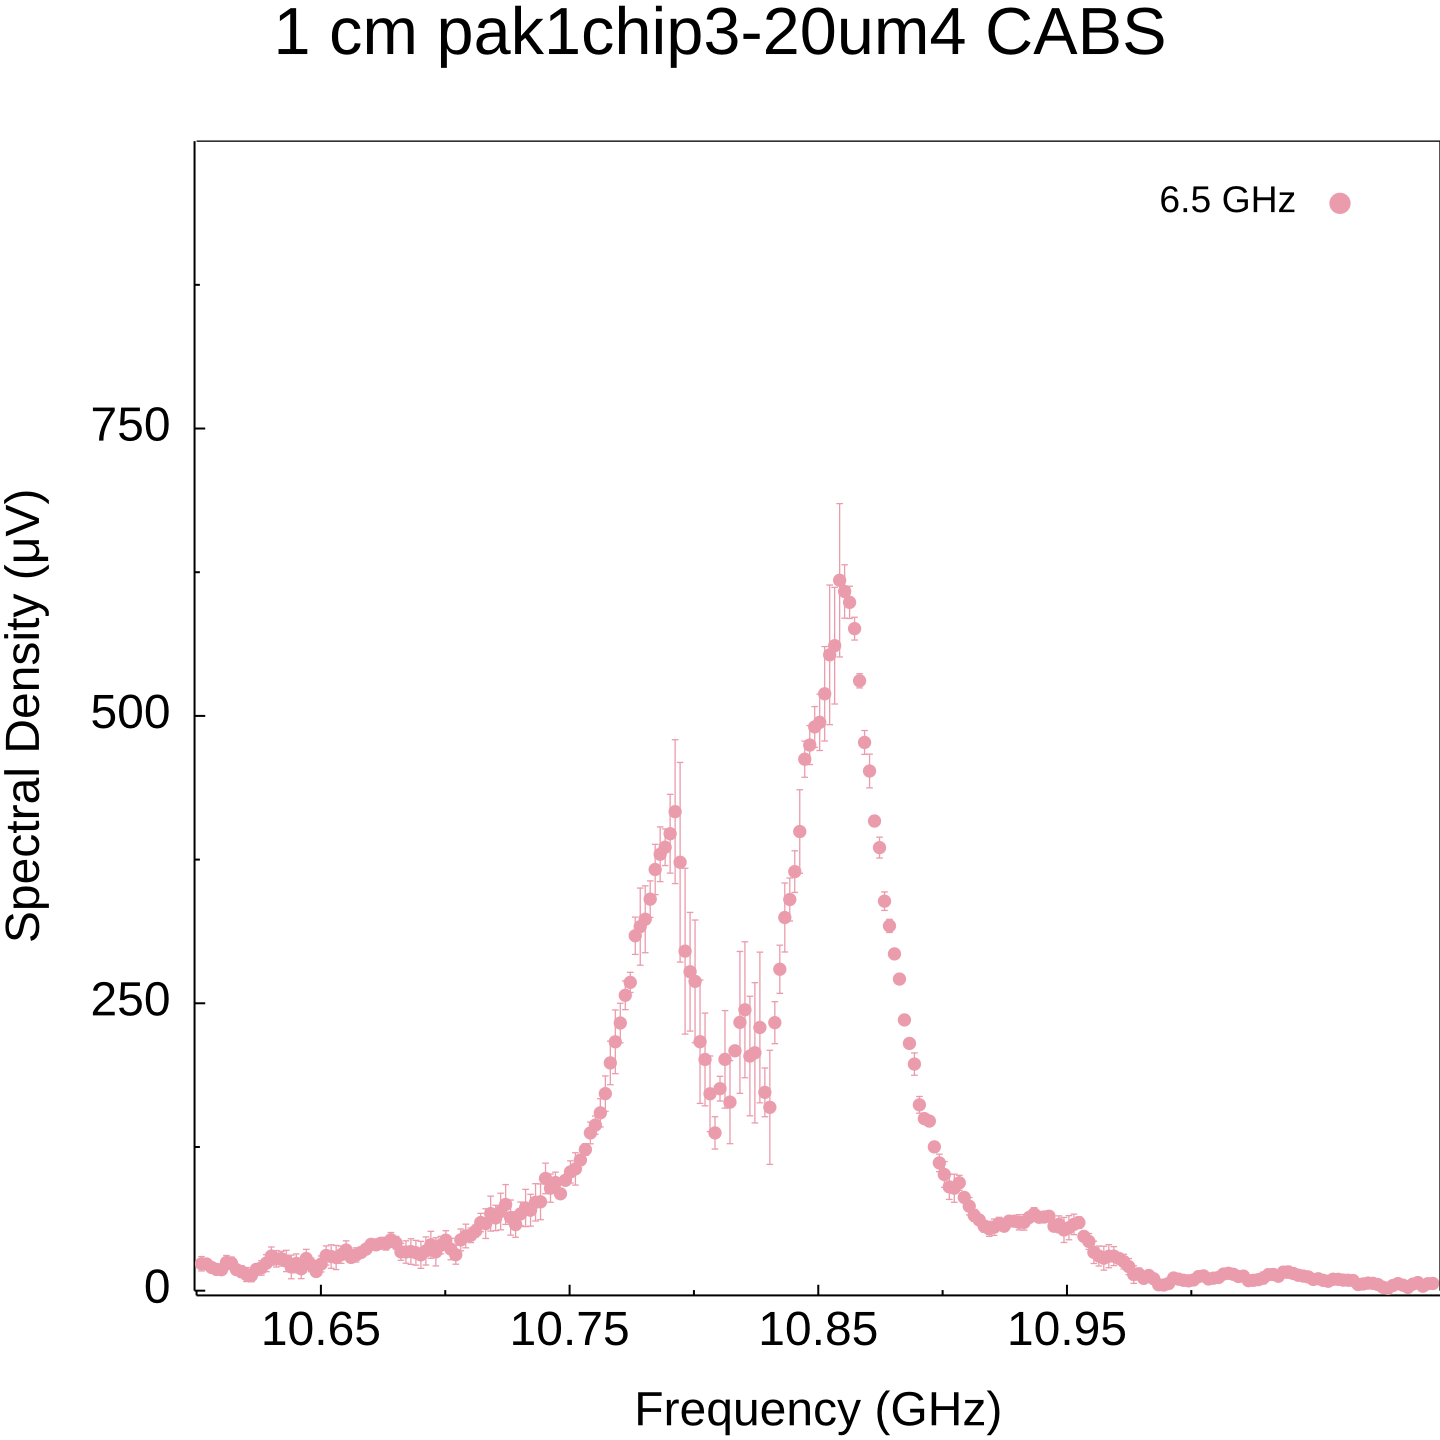 1 cm pak1chip3-20um4 CABS
6.5 GHz
750
500
250
0
Spectral Density (μV)
10.65 10.75 10.85 10.95
Frequency (GHz)